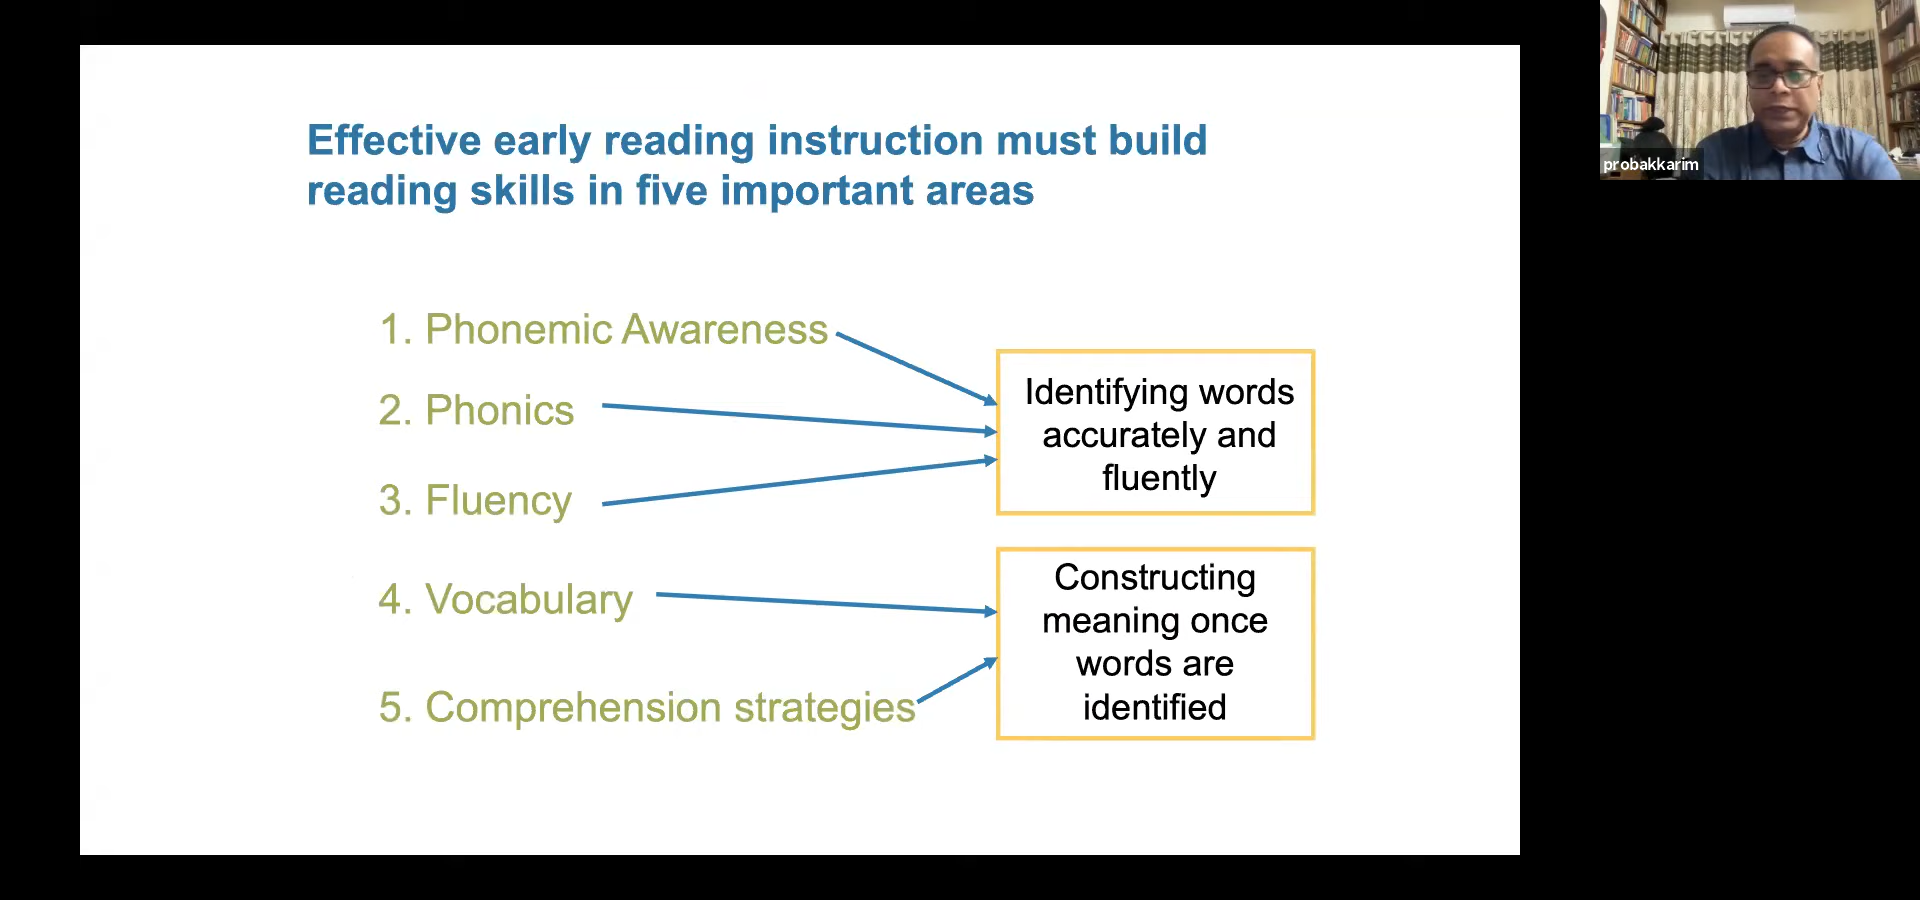 Effective early reading instruction must build
reading skills in five important areas
1. Phonemic Awareness
2. Phonics
3. Fluency
4. Vocabulary
5. Comprehension strategies
Identifying words
accurately and
fluently
Constructing
meaning once
words are
identified
probakkarim